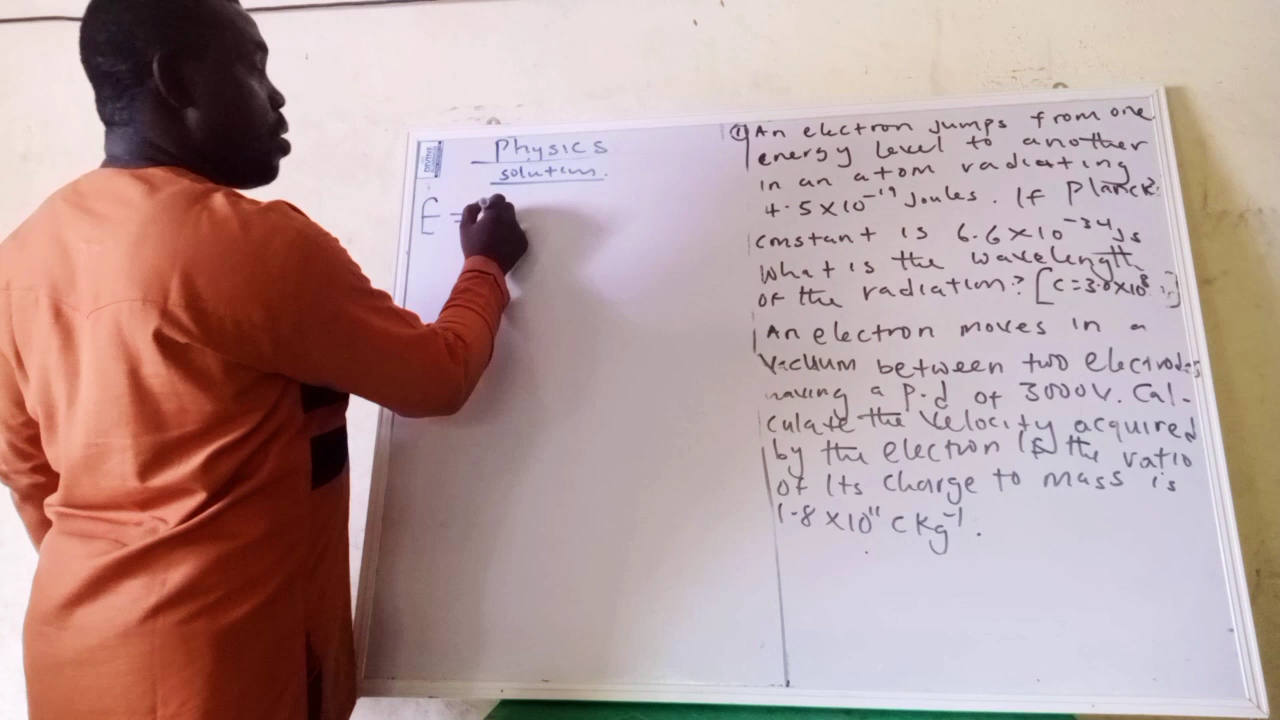 Physics
solution.
E =
① An electron jumps from one
energy level to another
in an atom radiating
4.5×10⁻¹⁹ Joules. If Planck
constant is 6.6×10⁻³⁴Js
What is the wavelength
of the radiation? [C=3.0×10⁸
An electron moves in a
Vacuum between two electrodes
having a P.d of 3000V. Cal-
culate the velocity acquired
by the electron if the ratio
of its charge to mass is
1.8×10¹¹ CKg⁻¹.